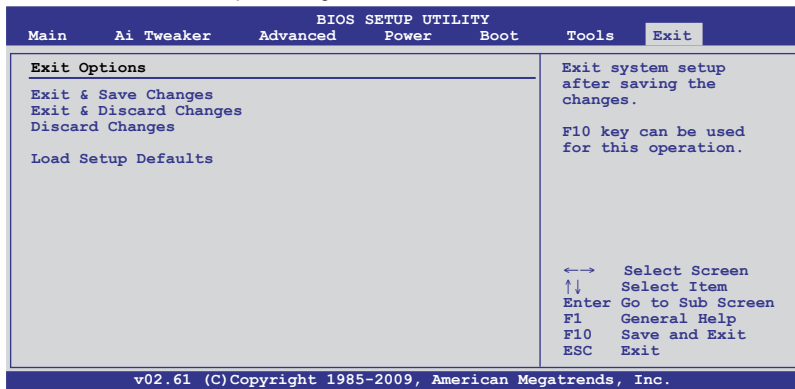 BIOS SETUP UTILITY
Main Ai Tweaker Advanced Power Boot Tools Exit
Exit Options
Exit & Save Changes
Exit & Discard Changes
Discard Changes
Load Setup Defaults
Exit system setup
after saving the
changes.
F10 key can be used
for this operation.
←→ Select Screen
↑↓ Select Item
Enter Go to Sub Screen
F1 General Help
F10 Save and Exit
ESC Exit
v02.61 (C)Copyright 1985-2009, American Megatrends, Inc.